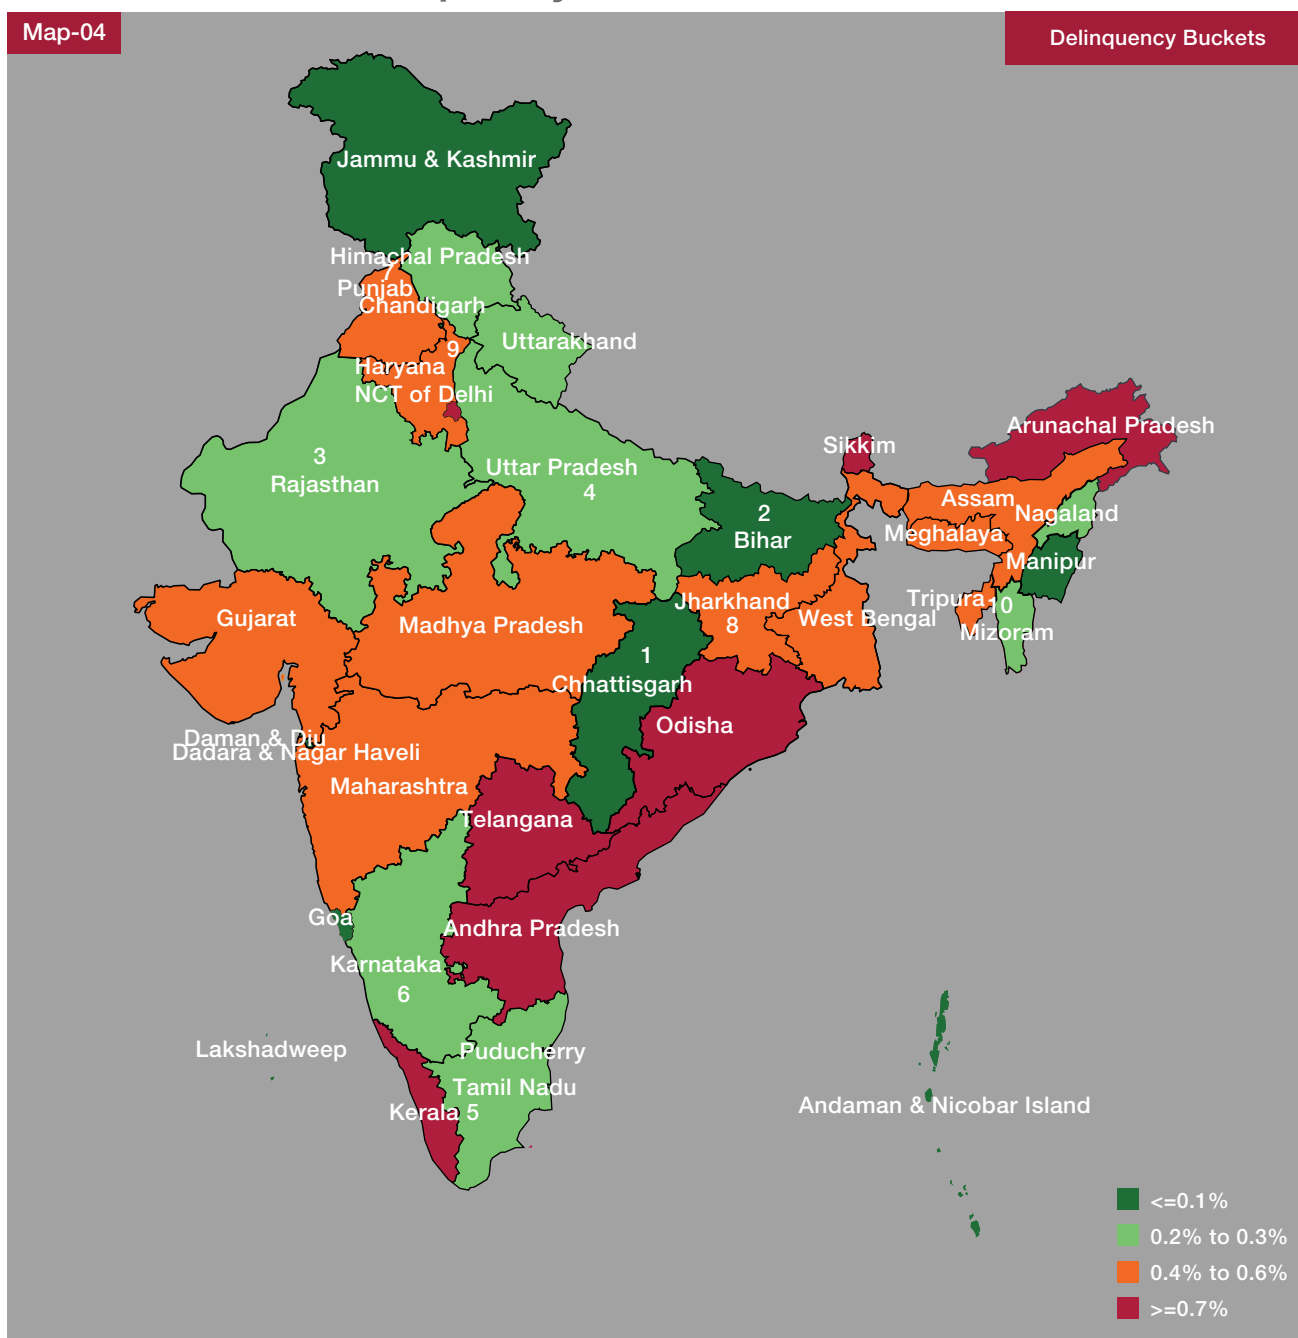 Map-04
Delinquency Buckets
Jammu & Kashmir
Himachal Pradesh
7
Punjab
Chandigarh
Uttarakhand
9
Haryana
NCT of Delhi
Arunachal Pradesh
Sikkim
3
Rajasthan
Uttar Pradesh
4
Assam
Nagaland
2
Bihar
Meghalaya
Manipur
Jharkhand
8
Tripura
10
Mizoram
Gujarat
Madhya Pradesh
West Bengal
1
Chhattisgarh
Odisha
Daman & Diu
Dadara & Nagar Haveli
Maharashtra
Telangana
Goa
Andhra Pradesh
Karnataka
6
Lakshadweep
Puducherry
Tamil Nadu
Kerala 5
Andaman & Nicobar Island
<=0.1%
0.2% to 0.3%
0.4% to 0.6%
>=0.7%